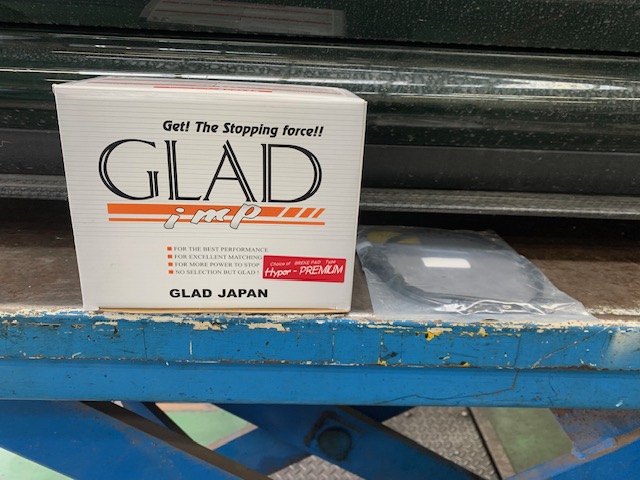 Get! The Stopping force!!
GLAD
imp
FOR THE BEST PERFORMANCE
FOR EXCELLENT MATCHING
FOR MORE POWER TO STOP
NO SELECTION BUT GLAD!
Choice of BRAKE PAD Type
Hyper - PREMIUM
GLAD JAPAN